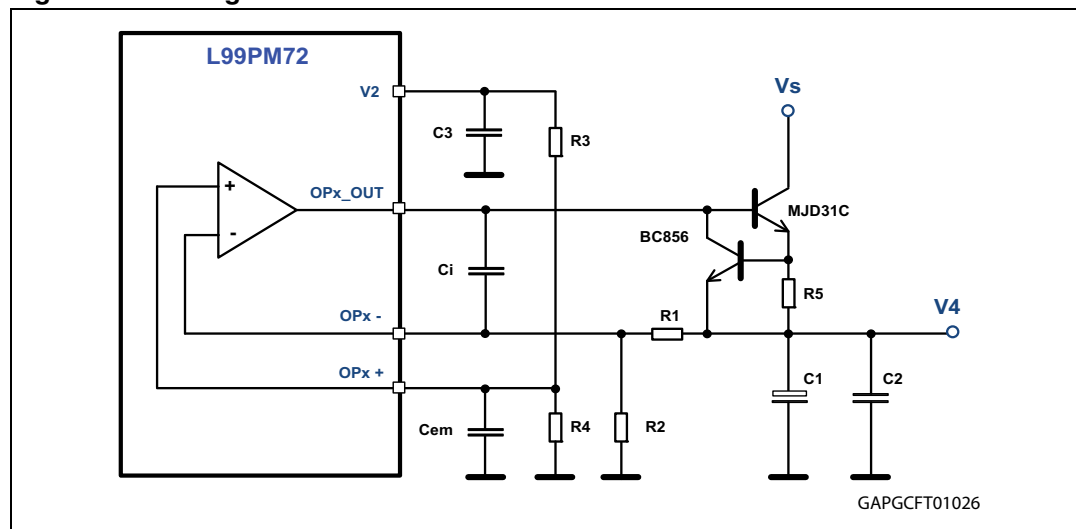 L99PM72
V2
Vs
C3
R3
OPx_OUT
MJD31C
BC856
Ci
R5
OPx -
R1
V4
OPx +
C1
C2
Cem
R4
R2
GAPGCFT01026